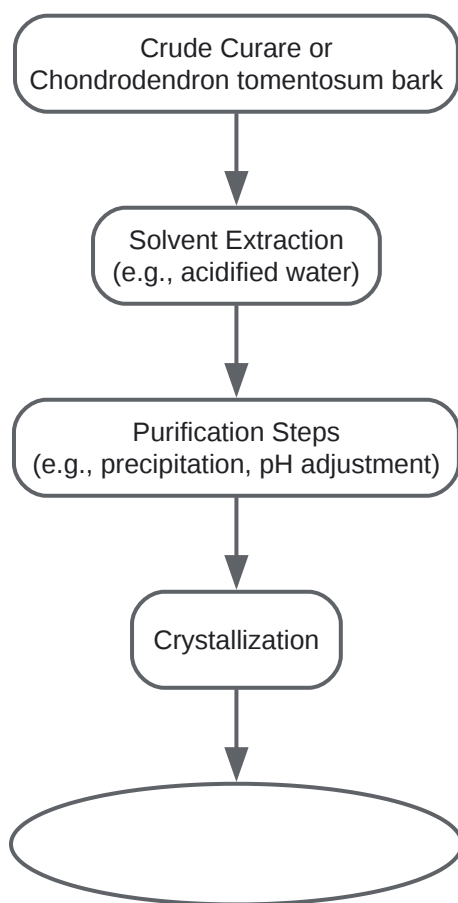 Crude Curare or
Chondrodendron tomentosum bark
Solvent Extraction
(e.g., acidified water)
Purification Steps
(e.g., precipitation, pH adjustment)
Crystallization